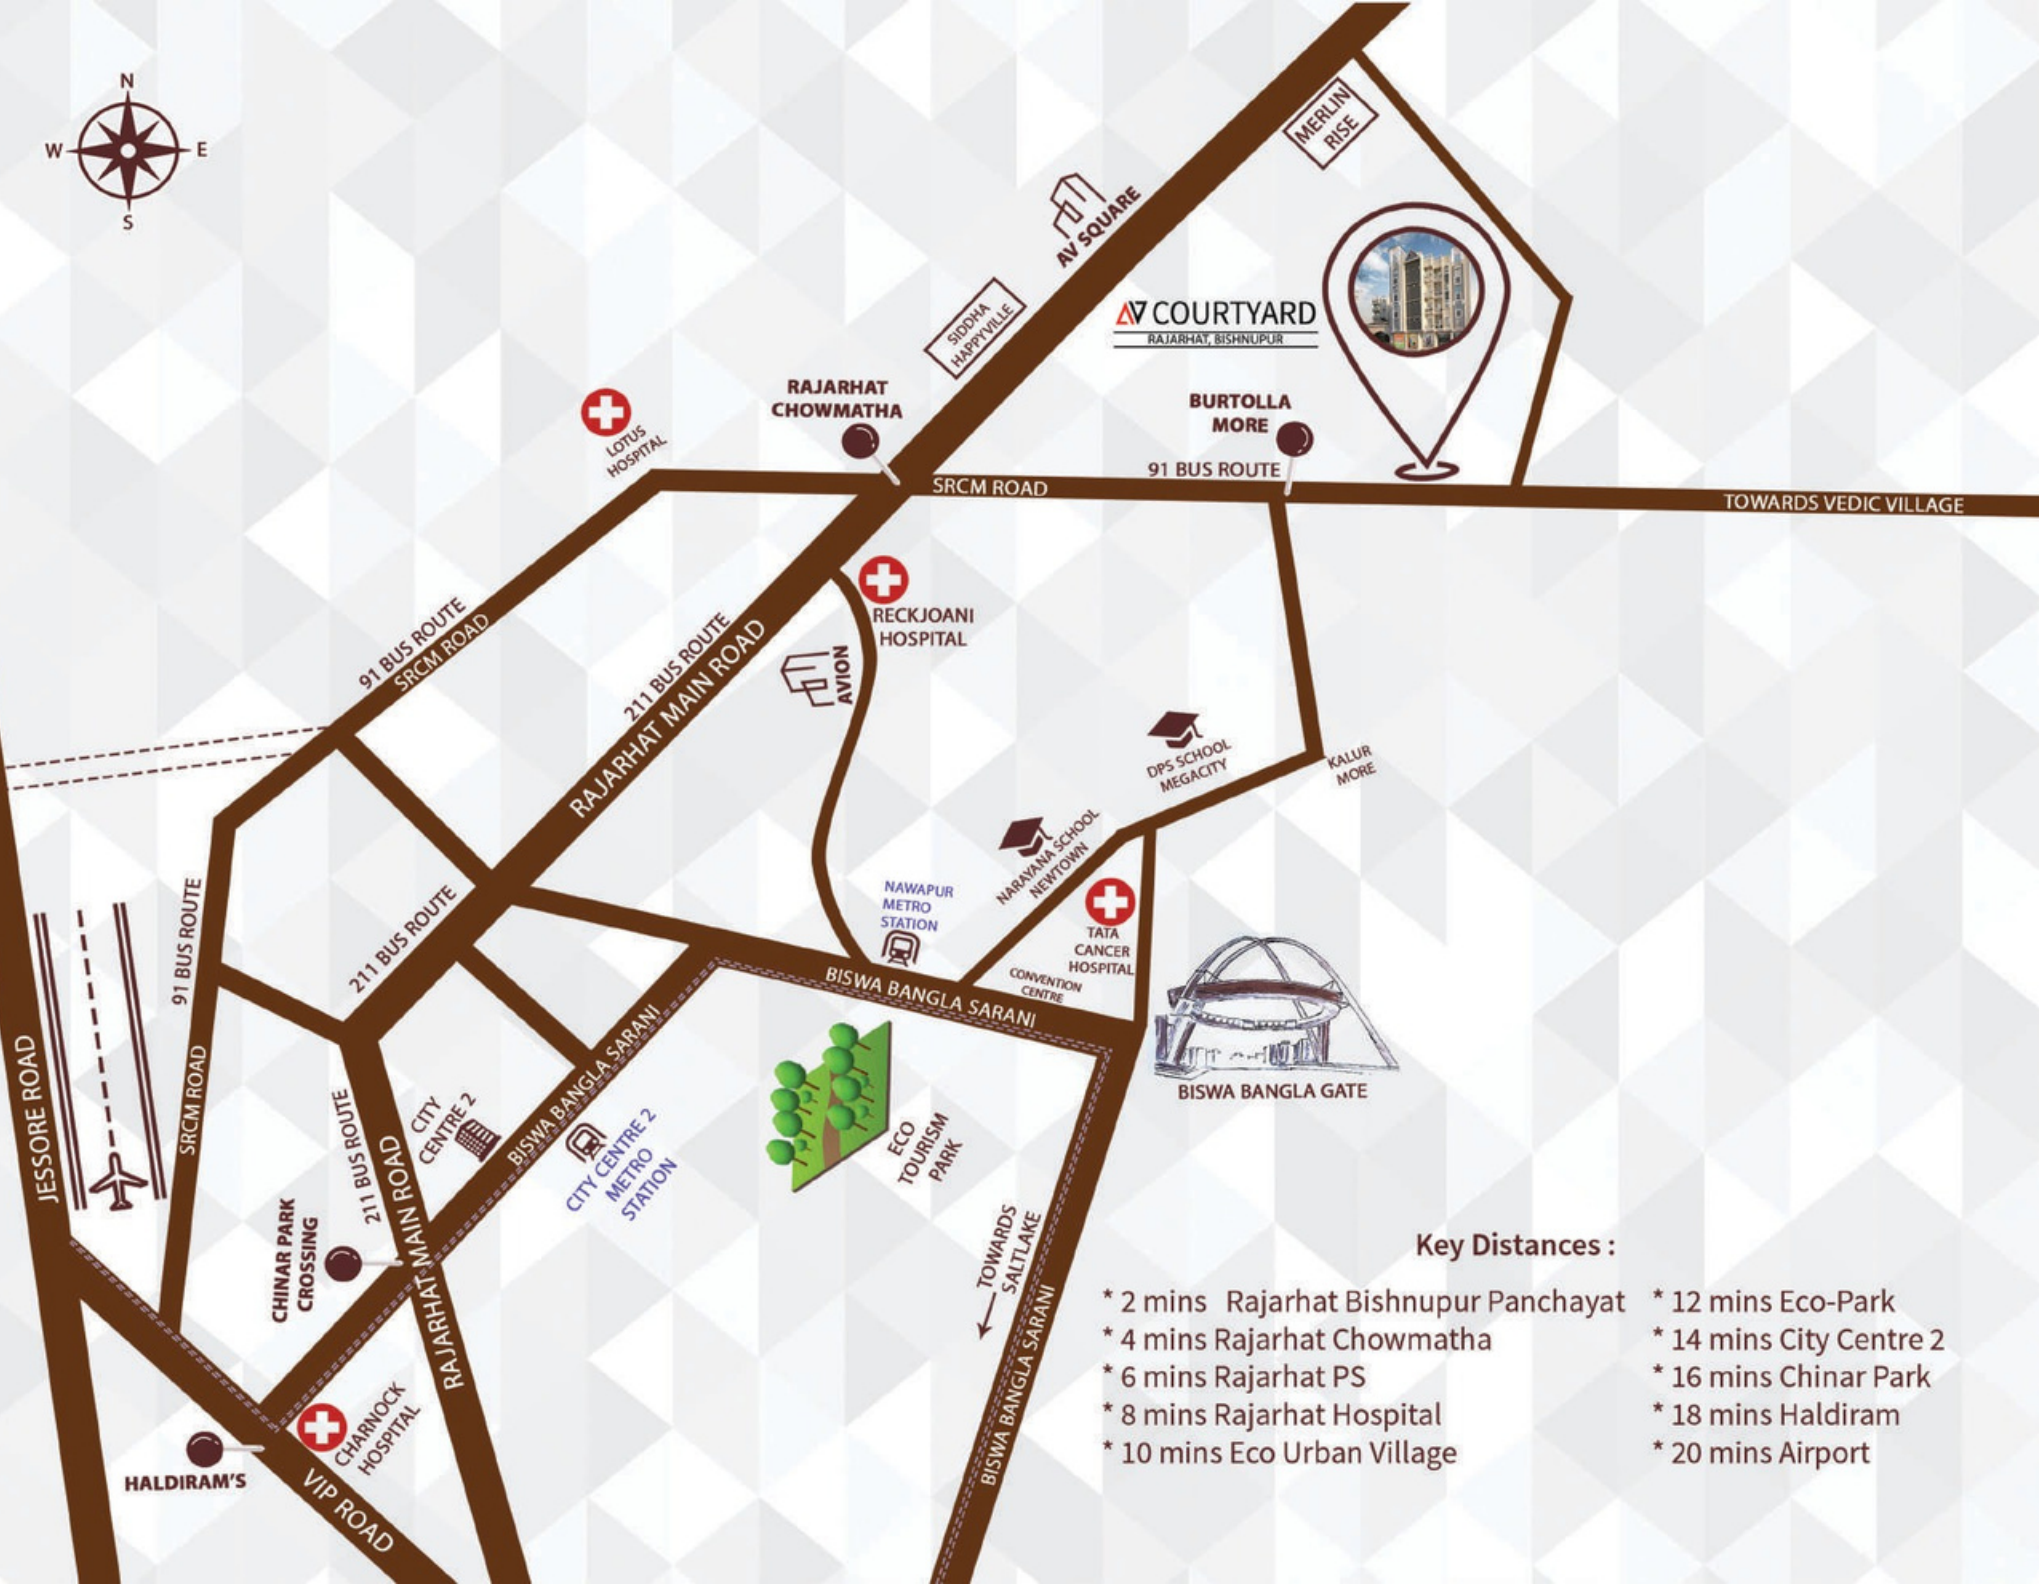 N
W
E
S
MERLIN
RISE
AV SQUARE
SIDDHA
HAPPYVILLE
AV COURTYARD
RAJARHAT, BISHNUPUR
RAJARHAT
CHOWMATHA
BURTOLLA
MORE
LOTUS
HOSPITAL
91 BUS ROUTE
SRCM ROAD
TOWARDS VEDIC VILLAGE
RECKJOANI
HOSPITAL
91 BUS ROUTE
SRCM ROAD
211 BUS ROUTE
RAJARHAT MAIN ROAD
AVION
DPS SCHOOL
MEGACITY
KALUR
MORE
NARAYANA SCHOOL
NEWTOWN
NAWAPUR
METRO
STATION
TATA
CANCER
HOSPITAL
CONVENTION
CENTRE
91 BUS ROUTE
211 BUS ROUTE
BISWA BANGLA SARANI
BISWA BANGLA GATE
JESSORE ROAD
SRCM ROAD
211 BUS ROUTE
RAJARHAT MAIN ROAD
CITY
CENTRE 2
BISWA BANGLA SARANI
CITY CENTRE 2
METRO
STATION
ECO
TOURISM
PARK
CHINAR PARK
CROSSING
TOWARDS
SALTLAKE
BISWA BANGLA SARANI
RAJARHAT MAIN ROAD
CHARNOCK
HOSPITAL
HALDIRAM'S
VIP ROAD
Key Distances :
* 2 mins Rajarhat Bishnupur Panchayat
* 4 mins Rajarhat Chowmatha
* 6 mins Rajarhat PS
* 8 mins Rajarhat Hospital
* 10 mins Eco Urban Village
* 12 mins Eco-Park
* 14 mins City Centre 2
* 16 mins Chinar Park
* 18 mins Haldiram
* 20 mins Airport